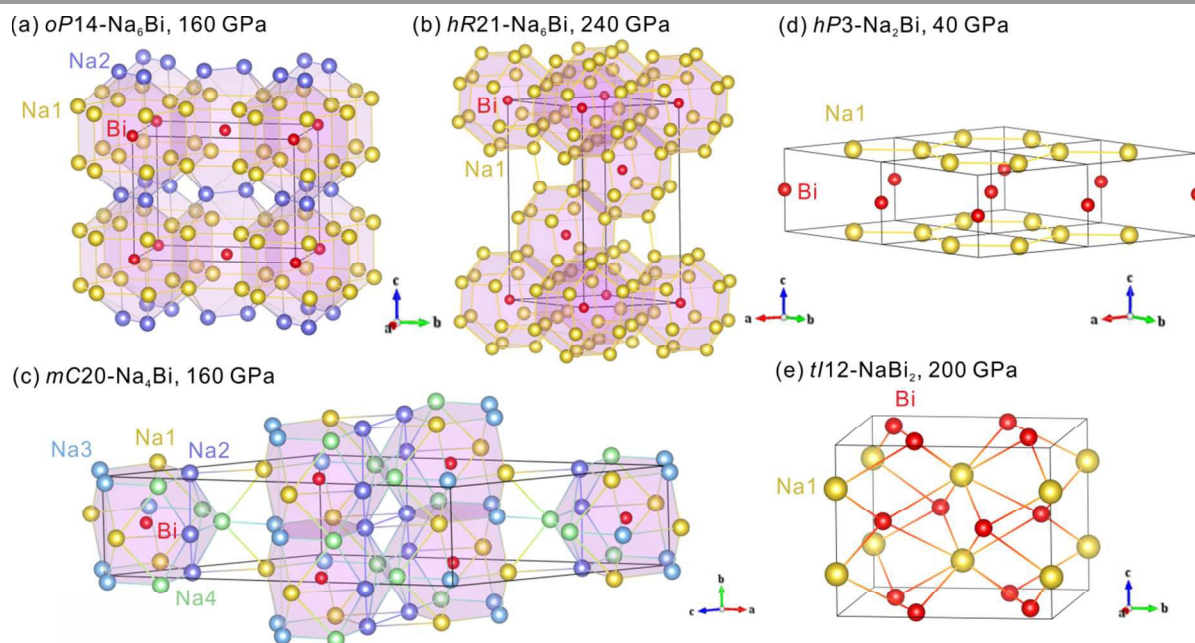 (a) oP14-Na₆Bi, 160 GPa
Na2
Na1
Bi
c
a
b
(b) hR21-Na₆Bi, 240 GPa
Bi
Na1
c
a
b
(d) hP3-Na₂Bi, 40 GPa
Na1
Bi
c
a
b
(c) mC20-Na₄Bi, 160 GPa
Na3
Na1
Na2
Bi
Na4
b
c
a
(e) tI12-NaBi₂, 200 GPa
Bi
Na1
c
a
b